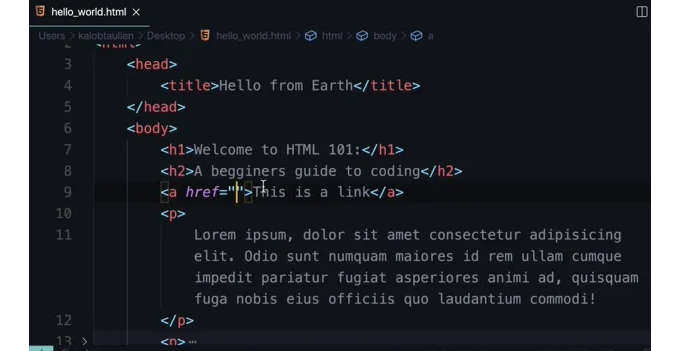 hello_world.html ×
Users > kalobtaulien > Desktop > hello_world.html > html > body > a
2 <html>
3 <head>
4 <title>Hello from Earth</title>
5 </head>
6 <body>
7 <h1>Welcome to HTML 101:</h1>
8 <h2>A begginers guide to coding</h2>
9 <a href="">This is a link</a>
10 <p>
11 Lorem ipsum, dolor sit amet consectetur adipisicing
elit. Odio sunt numquam maiores id rem ullam cumque
impedit pariatur fugiat asperiores animi ad, quisquam
fuga nobis eius officiis quo laudantium commodi!
12 </p>
13 > <p>⋯